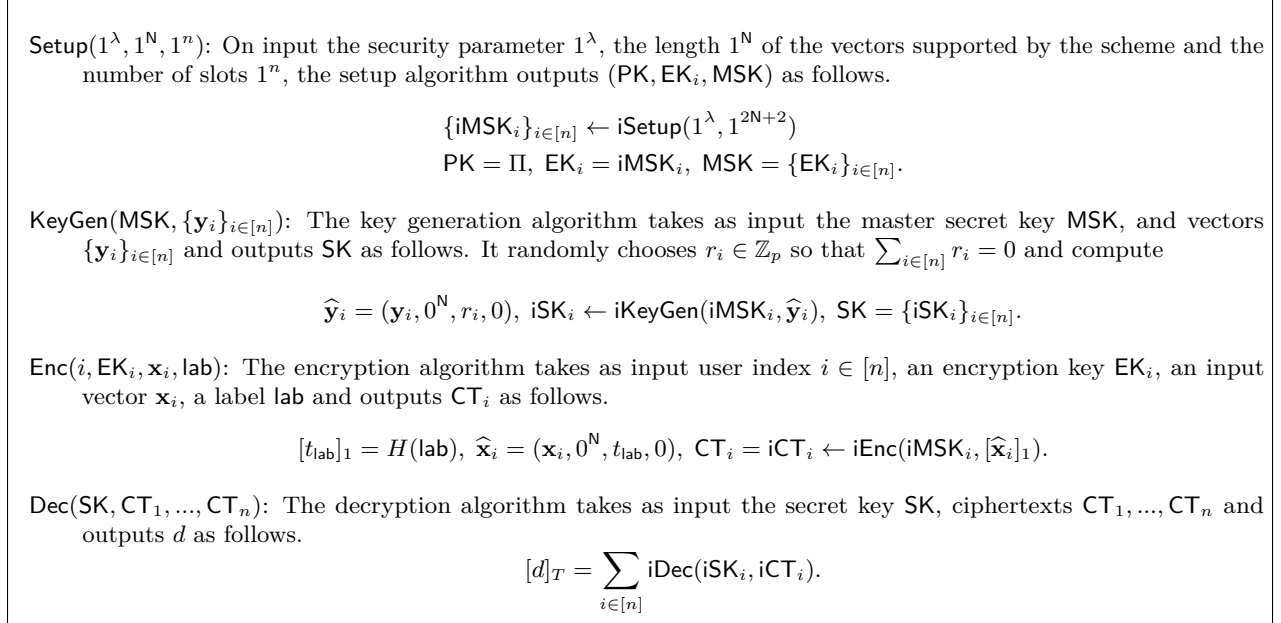 Setup(1^λ, 1^N, 1^n): On input the security parameter 1^λ, the length 1^N of the vectors supported by the scheme and the
number of slots 1^n, the setup algorithm outputs (PK, EK_i, MSK) as follows.
{iMSK_i}_{i∈[n]} ← iSetup(1^λ, 1^{2N+2})
PK = Π, EK_i = iMSK_i, MSK = {EK_i}_{i∈[n]}.
KeyGen(MSK, {y_i}_{i∈[n]}): The key generation algorithm takes as input the master secret key MSK, and vectors
{y_i}_{i∈[n]} and outputs SK as follows. It randomly chooses r_i ∈ ℤ_p so that ∑_{i∈[n]} r_i = 0 and compute
ŷ_i = (y_i, 0^N, r_i, 0), iSK_i ← iKeyGen(iMSK_i, ŷ_i), SK = {iSK_i}_{i∈[n]}.
Enc(i, EK_i, x_i, lab): The encryption algorithm takes as input user index i ∈ [n], an encryption key EK_i, an input
vector x_i, a label lab and outputs CT_i as follows.
[t_lab]_1 = H(lab), x̂_i = (x_i, 0^N, t_lab, 0), CT_i = iCT_i ← iEnc(iMSK_i, [x̂_i]_1).
Dec(SK, CT_1, ..., CT_n): The decryption algorithm takes as input the secret key SK, ciphertexts CT_1, ..., CT_n and
outputs d as follows.
[d]_T = ∑_{i∈[n]} iDec(iSK_i, iCT_i).